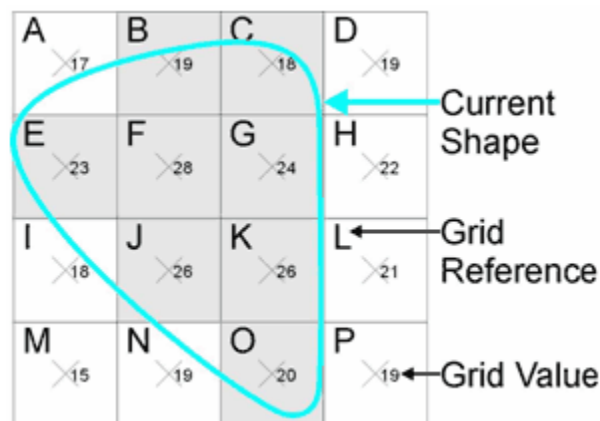 A B C D
17 19 18 19
Current
Shape
E F G H
23 28 24 22
I J K L Grid
Reference
18 26 26 21
M N O P
15 19 20 19 Grid Value